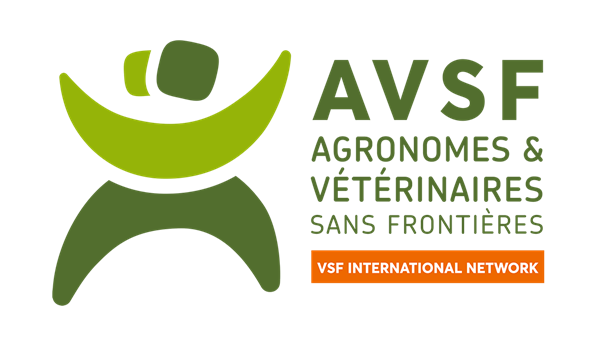 AVSF
AGRONOMES &
VÉTÉRINAIRES
SANS FRONTIÈRES
VSF INTERNATIONAL NETWORK